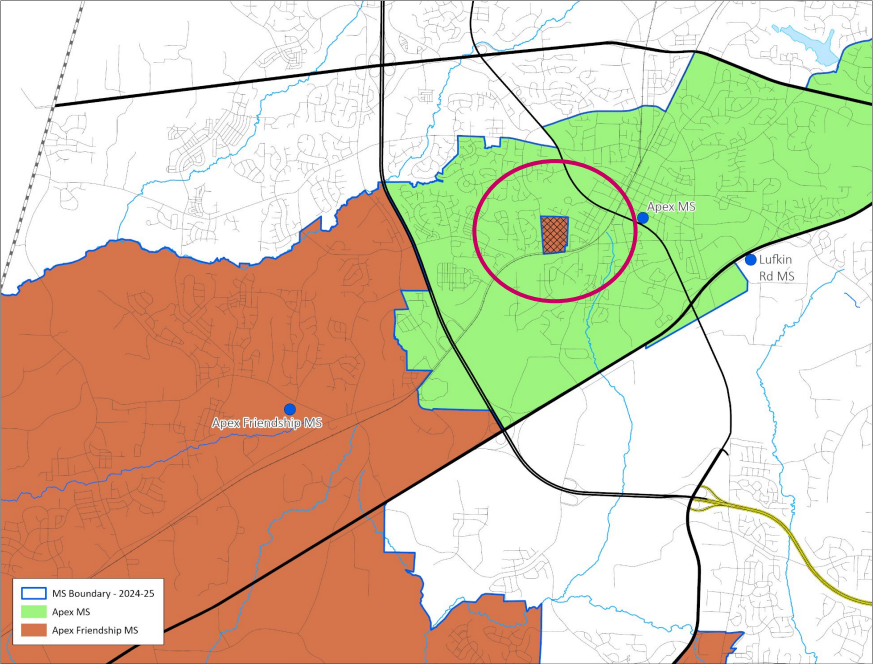 Apex MS
Lufkin
Rd MS
Apex Friendship MS
MS Boundary - 2024-25
Apex MS
Apex Friendship MS